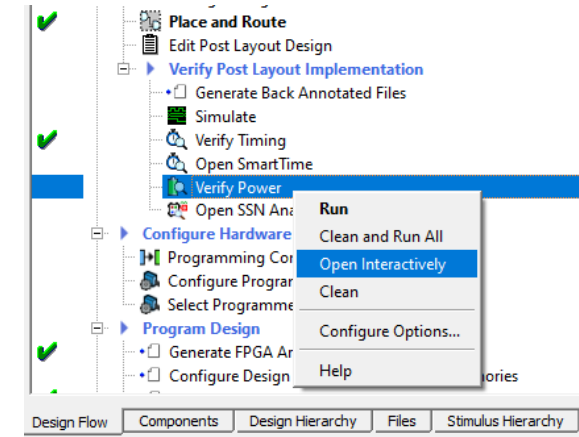 Place and Route
Edit Post Layout Design
Verify Post Layout Implementation
Generate Back Annotated Files
Simulate
Verify Timing
Open SmartTime
Verify Power
Open SSN Ana
Run
Clean and Run All
Open Interactively
Clean
Configure Options...
Help
Configure Hardware
Programming Cor
Configure Prograr
Select Programme
Program Design
Generate FPGA Ar
Configure Design ories
Design Flow Components Design Hierarchy Files Stimulus Hierarchy